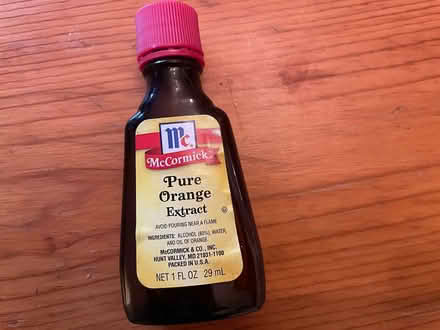 Mc
McCormick
Pure
Orange
Extract
AVOID POURING NEAR A FLAME
INGREDIENTS: ALCOHOL (80%), WATER,
AND OIL OF ORANGE.
McCORMICK & CO., INC.
HUNT VALLEY, MD 21031-1100
PACKED IN U.S.A.
NET 1 FL OZ 29 mL